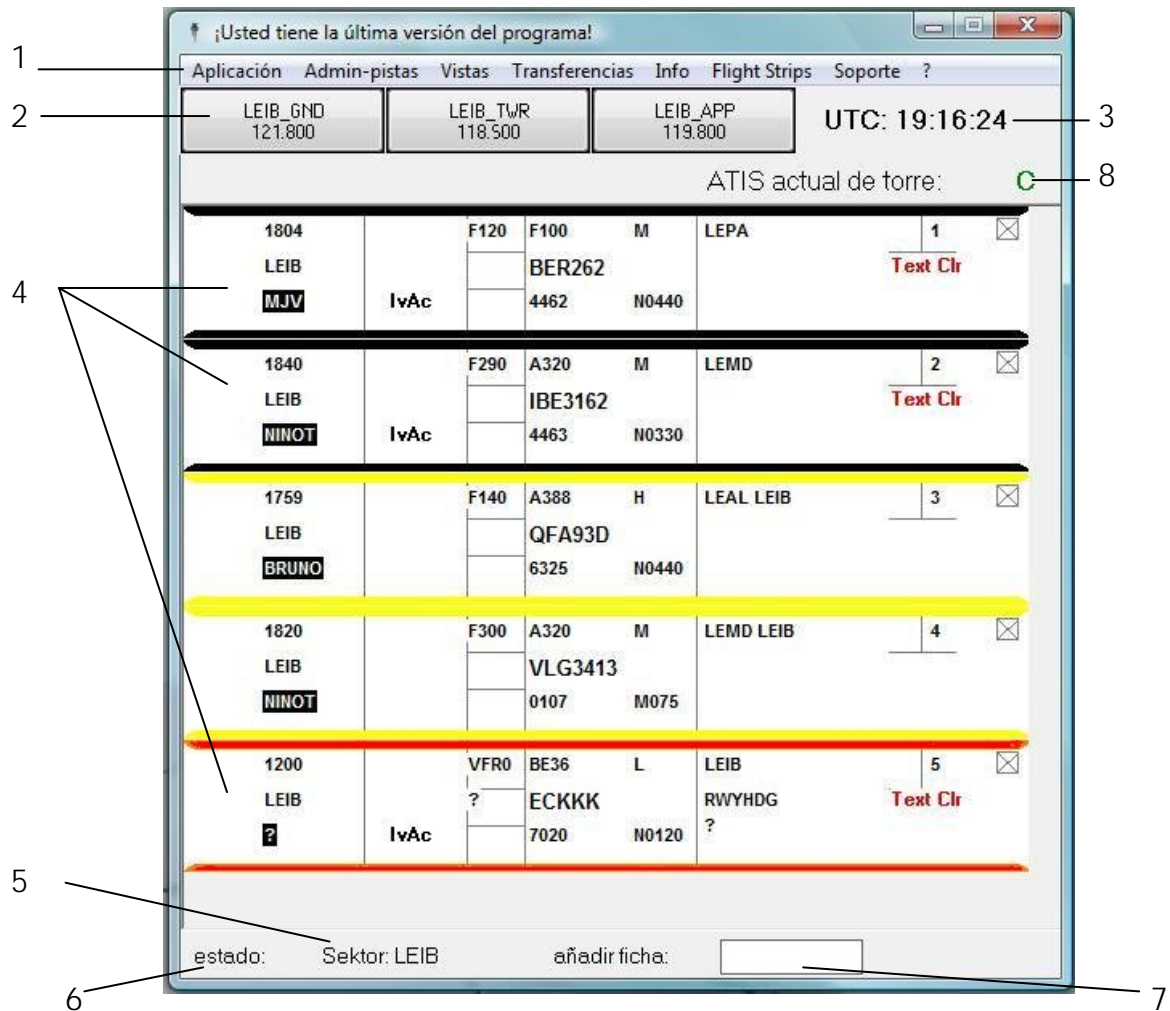 ¡Usted tiene la última versión del programa!
1
Aplicación Admin-pistas Vistas Transferencias Info Flight Strips Soporte ?
2
LEIB_GND
121.800
LEIB_TWR
118.500
LEIB_APP
119.800
UTC: 19:16:24
3
ATIS actual de torre: C
8
4
1804 F120 F100 M LEPA 1
LEIB BER262 Text Clr
MJV IvAc 4462 N0440
1840 F290 A320 M LEMD 2
LEIB IBE3162 Text Clr
NINOT IvAc 4463 N0330
1759 F140 A388 H LEAL LEIB 3
LEIB QFA93D
BRUNO 6325 N0440
1820 F300 A320 M LEMD LEIB 4
LEIB VLG3413
NINOT 0107 M075
1200 VFR0 BE36 L LEIB 5
LEIB ? ECKKK RWYHDG Text Clr
? IvAc 7020 N0120 ?
5
estado: Sektor: LEIB añadir ficha:
6
7